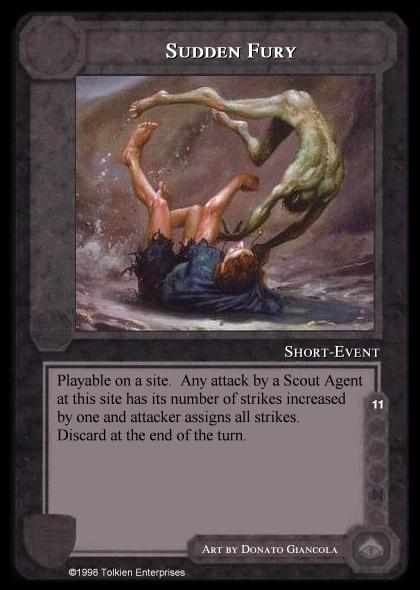 Sudden Fury
Short-Event
Playable on a site. Any attack by a Scout Agent
at this site has its number of strikes increased
by one and attacker assigns all strikes.
Discard at the end of the turn.
11
N
Art by Donato Giancola
©1998 Tolkien Enterprises